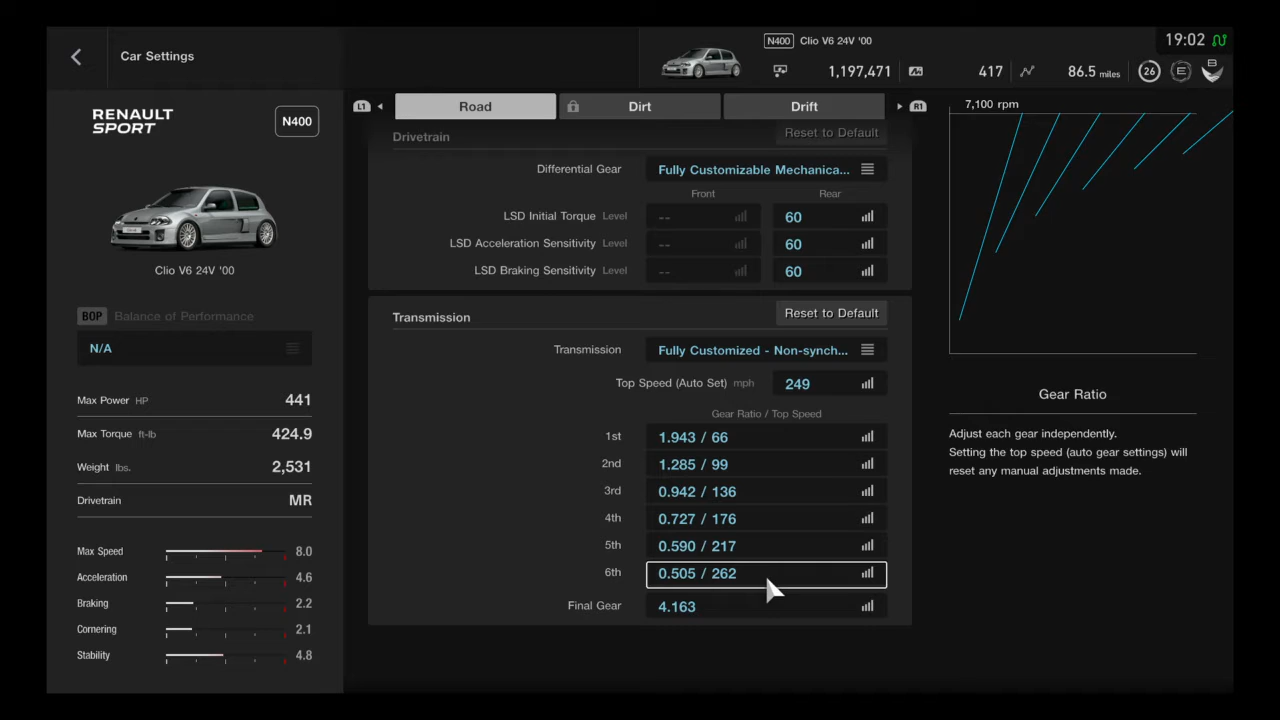 Car Settings
N400 Clio V6 24V '00
19:02
1,197,471 417 86.5 miles 26 E B
RENAULT
SPORT
N400
Clio V6 24V '00
BOP Balance of Performance
N/A
Max Power HP 441
Max Torque ft-lb 424.9
Weight lbs. 2,531
Drivetrain MR
Max Speed 8.0
Acceleration 4.6
Braking 2.2
Cornering 2.1
Stability 4.8
L1 Road Dirt Drift R1
Drivetrain Reset to Default
Differential Gear Fully Customizable Mechanica...
Front Rear
LSD Initial Torque Level -- 60
LSD Acceleration Sensitivity Level -- 60
LSD Braking Sensitivity Level -- 60
Transmission Reset to Default
Transmission Fully Customized - Non-synch...
Top Speed (Auto Set) mph 249
Gear Ratio / Top Speed
1st 1.943 / 66
2nd 1.285 / 99
3rd 0.942 / 136
4th 0.727 / 176
5th 0.590 / 217
6th 0.505 / 262
Final Gear 4.163
7,100 rpm
Gear Ratio
Adjust each gear independently.
Setting the top speed (auto gear settings) will
reset any manual adjustments made.